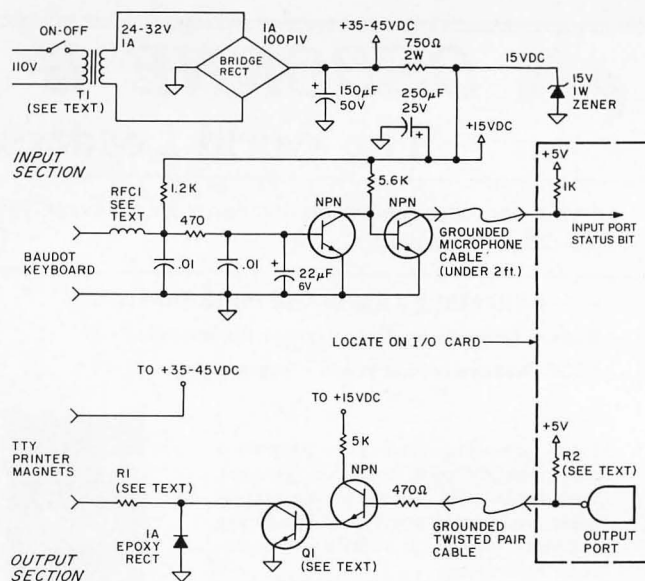 ON-OFF
110V
T1
(SEE TEXT)
24-32V
1A
BRIDGE
RECT
1A
100PIV
+35-45VDC
150µF
50V
750Ω
2W
250µF
25V
15VDC
15V
1W
ZENER
+15VDC
INPUT
SECTION
RFC1
SEE
TEXT
1.2K
470
5.6K
NPN
NPN
BAUDOT
KEYBOARD
.01
.01
+
22µF
6V
GROUNDED
MICROPHONE
CABLE
(UNDER 2ft.)
+5V
1K
INPUT PORT
STATUS BIT
LOCATE ON I/O CARD
TO +35-45VDC
TO +15VDC
5K
NPN
470Ω
TTY
PRINTER
MAGNETS
R1
(SEE TEXT)
1A
EPOXY
RECT
Q1
(SEE TEXT)
GROUNDED
TWISTED PAIR
CABLE
+5V
R2
(SEE TEXT)
OUTPUT
PORT
OUTPUT
SECTION